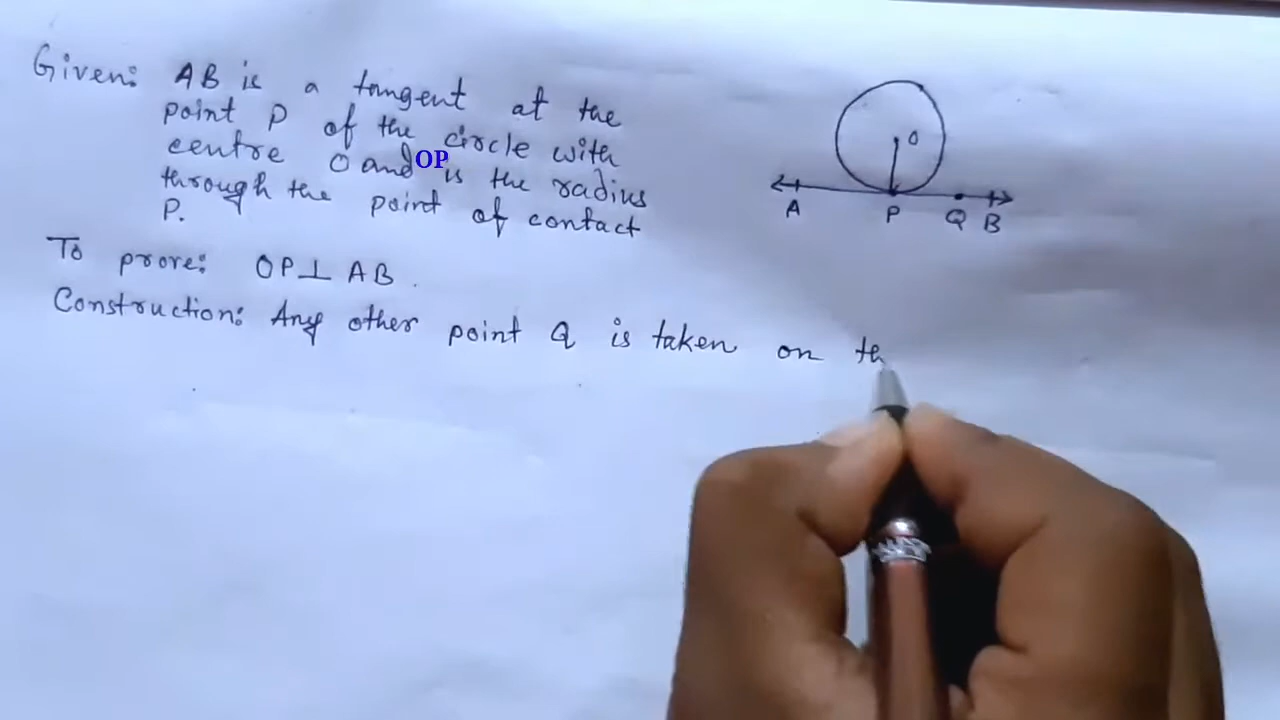 Given: AB is a tangent at the
point P of the circle with
centre O and OP is the radius
through the point of contact
P.
To prove: OP⊥ AB.
Construction: Any other point Q is taken on th
O
A P Q B